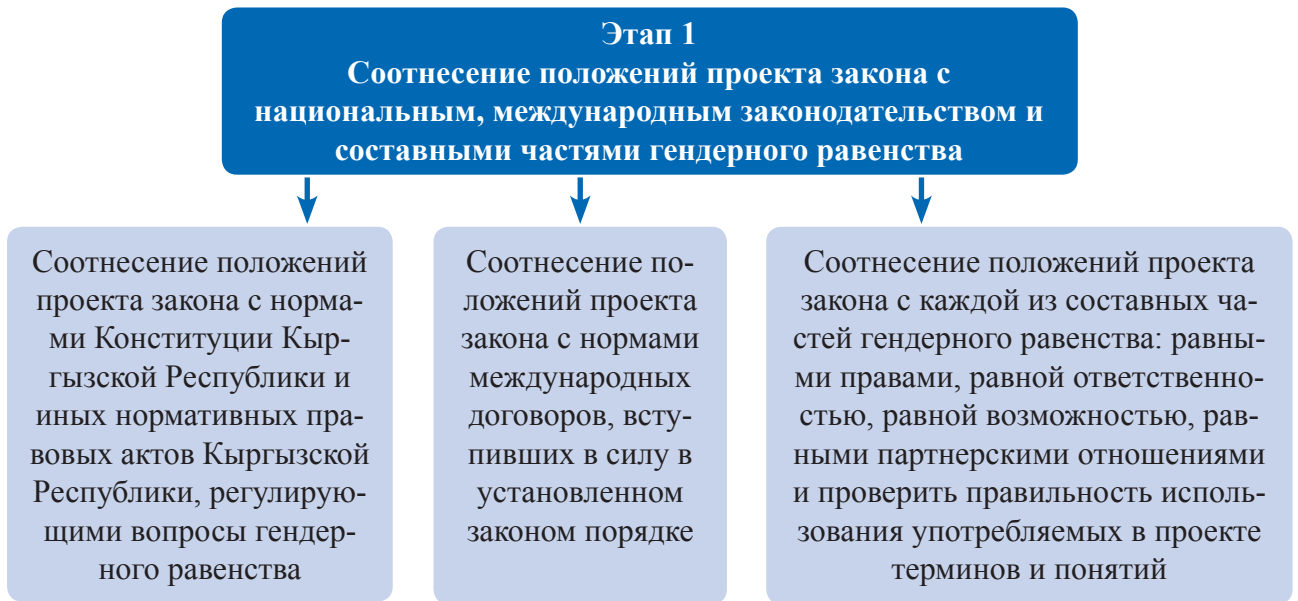 Этап 1
Соотнесение положений проекта закона с
национальным, международным законодательством и
составными частями гендерного равенства
Соотнесение положений
проекта закона с норма-
ми Конституции Кыр-
гызской Республики и
иных нормативных пра-
вовых актов Кыргызской
Республики, регулирую-
щими вопросы гендер-
ного равенства
Соотнесение по-
ложений проекта
закона с нормами
международных
договоров, всту-
пивших в силу в
установленном
законом порядке
Соотнесение положений проекта
закона с каждой из составных ча-
стей гендерного равенства: равны-
ми правами, равной ответственно-
стью, равной возможностью, рав-
ными партнерскими отношениями
и проверить правильность исполь-
зования употребляемых в проекте
терминов и понятий